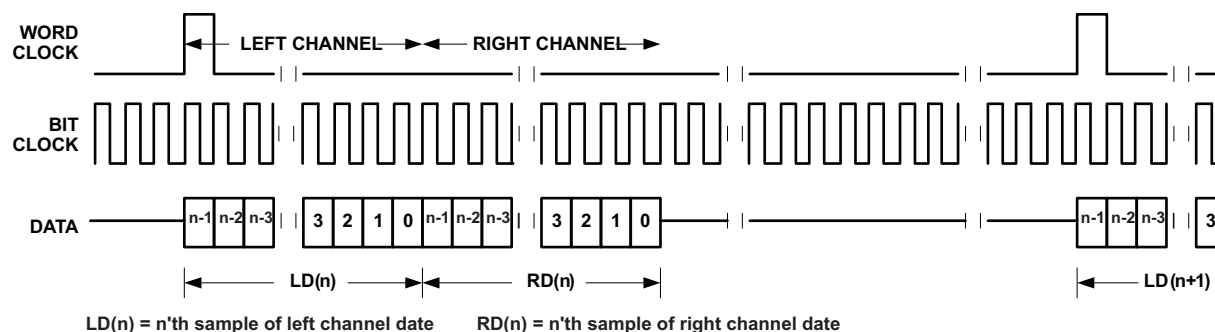 WORD
CLOCK
LEFT CHANNEL RIGHT CHANNEL
BIT
CLOCK
DATA
n-1 n-2 n-3 3 2 1 0 n-1 n-2 n-3 3 2 1 0 n-1 n-2 n-3 3
LD(n) RD(n) LD(n+1)
LD(n) = n'th sample of left channel date RD(n) = n'th sample of right channel date